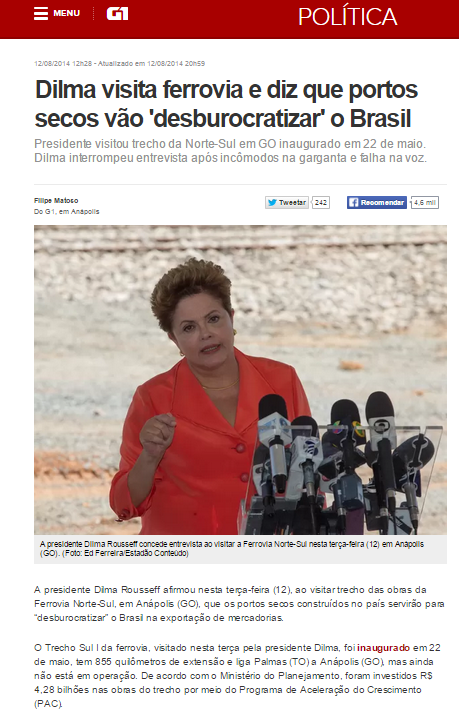 MENU
G1
POLÍTICA
12/08/2014 12h28 - Atualizado em 12/08/2014 20h59
Dilma visita ferrovia e diz que portos
secos vão 'desburocratizar' o Brasil
Presidente visitou trecho da Norte-Sul em GO inaugurado em 22 de maio.
Dilma interrompeu entrevista após incômodos na garganta e falha na voz.
Filipe Matoso
Do G1, em Anápolis
Tweetar
242
Recomendar
4,6 mil
A presidente Dilma Rousseff concede entrevista ao visitar a Ferrovia Norte-Sul nesta terça-feira (12) em Anápolis
(GO). (Foto: Ed Ferreira/Estadão Conteúdo)
A presidente Dilma Rousseff afirmou nesta terça-feira (12), ao visitar trecho das obras da
Ferrovia Norte-Sul, em Anápolis (GO), que os portos secos construídos no país servirão para
“desburocratizar” o Brasil na exportação de mercadorias.
O Trecho Sul I da ferrovia, visitado nesta terça pela presidente Dilma, foi inaugurado em 22
de maio, tem 855 quilômetros de extensão e liga Palmas (TO) a Anápolis (GO), mas ainda
não está em operação. De acordo com o Ministério do Planejamento, foram investidos R$
4,28 bilhões nas obras do trecho por meio do Programa de Aceleração do Crescimento
(PAC).